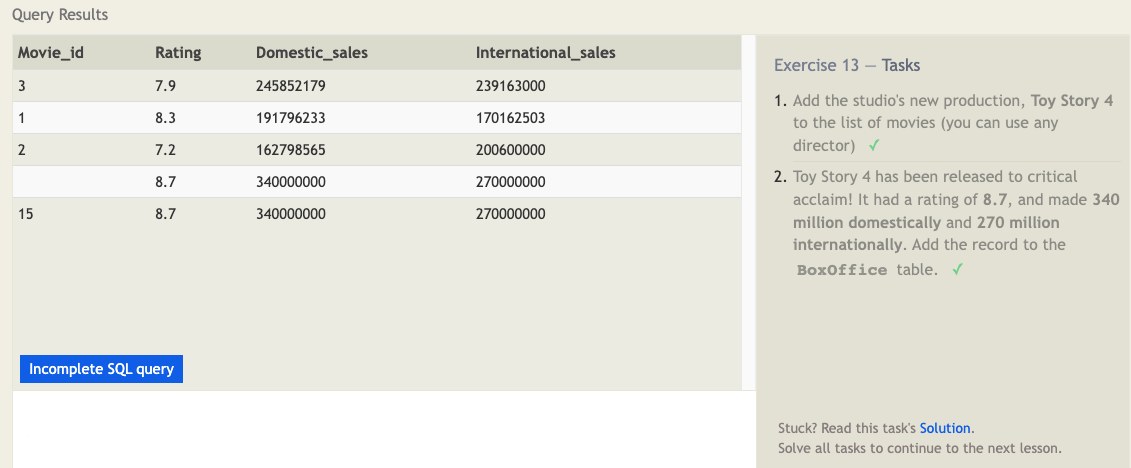 Query Results
Movie_id Rating Domestic_sales International_sales
3 7.9 245852179 239163000
1 8.3 191796233 170162503
2 7.2 162798565 200600000
8.7 340000000 270000000
15 8.7 340000000 270000000
Incomplete SQL query
Exercise 13 — Tasks
1. Add the studio's new production, Toy Story 4
to the list of movies (you can use any
director) ✓
2. Toy Story 4 has been released to critical
acclaim! It had a rating of 8.7, and made 340
million domestically and 270 million
internationally. Add the record to the
BoxOffice table. ✓
Stuck? Read this task's Solution.
Solve all tasks to continue to the next lesson.